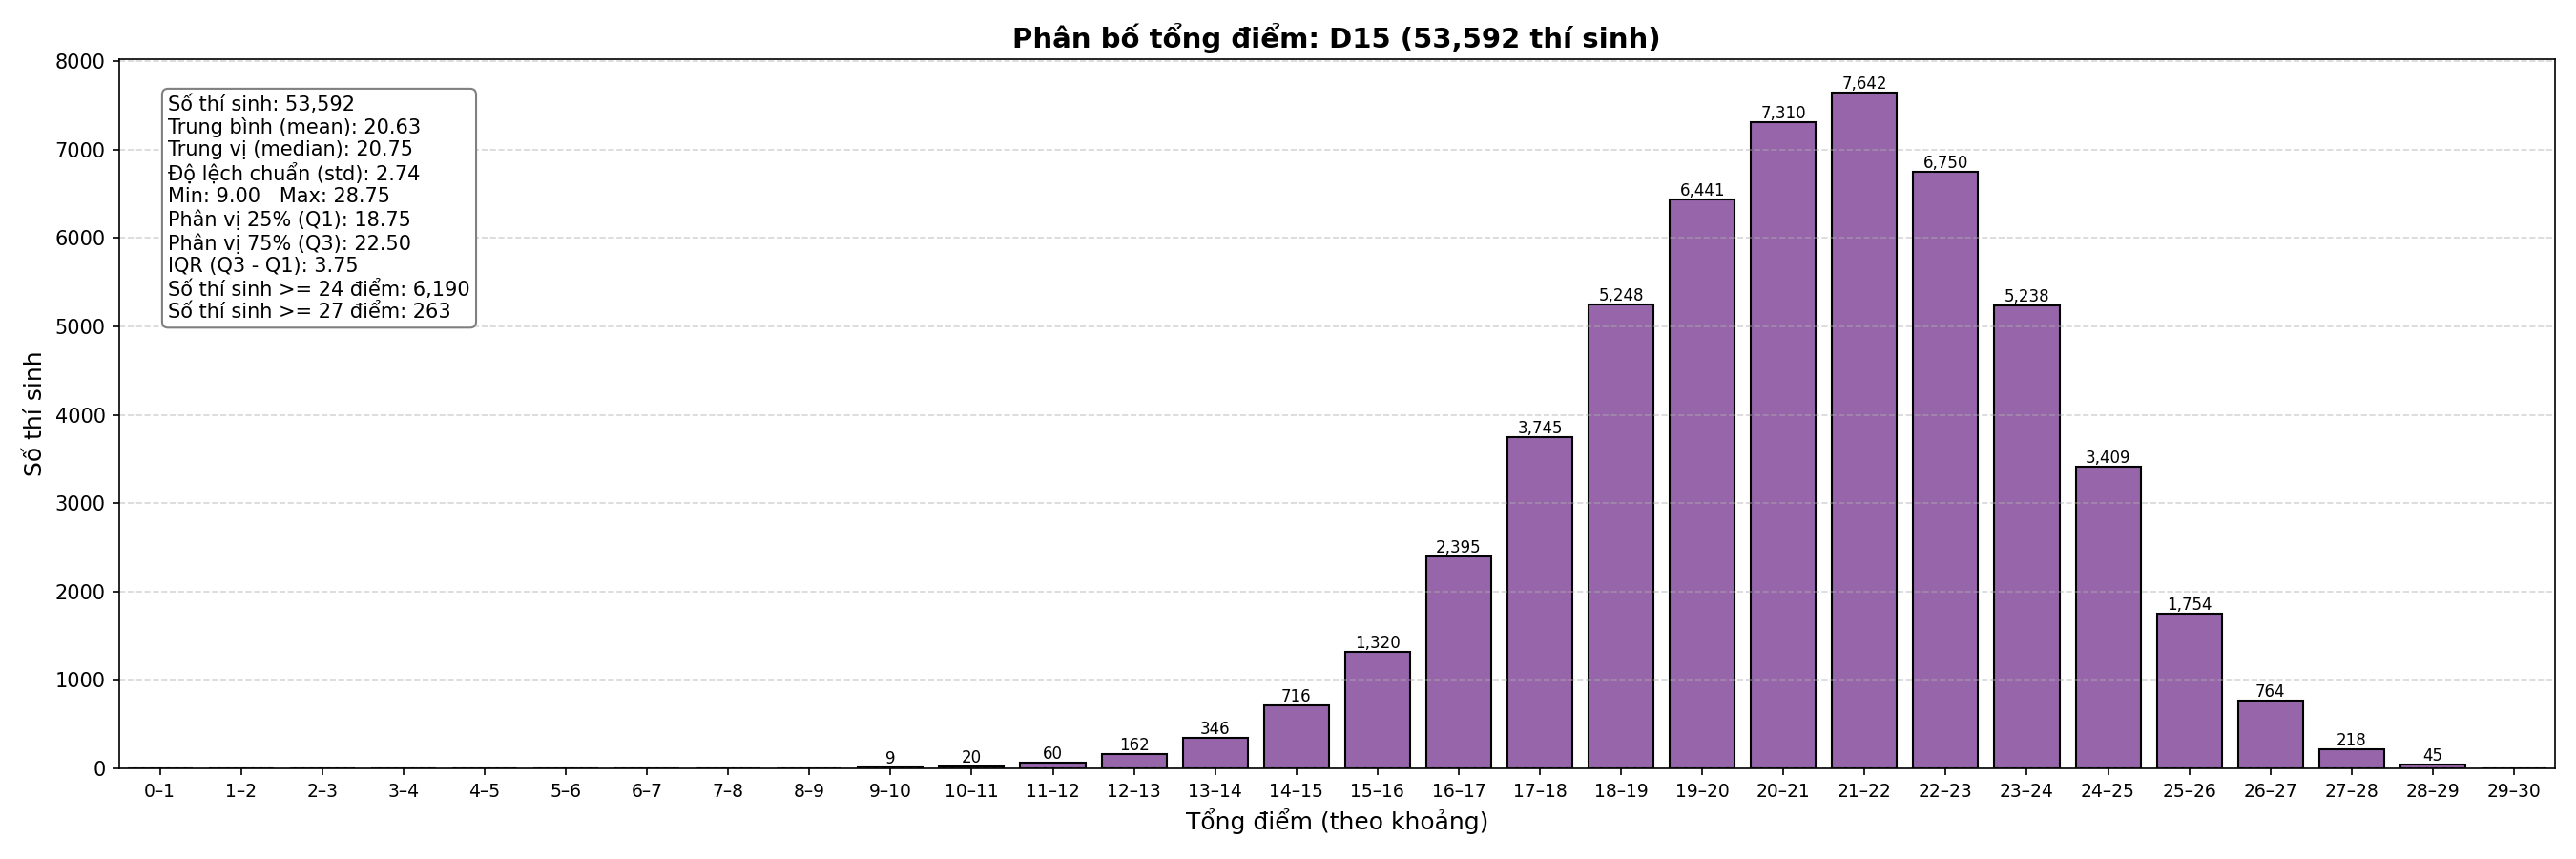 Phân bố tổng điểm: D15 (53,592 thí sinh)
Số thí sinh: 53,592
Trung bình (mean): 20.63
Trung vị (median): 20.75
Độ lệch chuẩn (std): 2.74
Min: 9.00   Max: 28.75
Phân vị 25% (Q1): 18.75
Phân vị 75% (Q3): 22.50
IQR (Q3 - Q1): 3.75
Số thí sinh >= 24 điểm: 6,190
Số thí sinh >= 27 điểm: 263
Số thí sinh
8000
7000
6000
5000
4000
3000
2000
1000
0
9
20
60
162
346
716
1,320
2,395
3,745
5,248
6,441
7,310
7,642
6,750
5,238
3,409
1,754
764
218
45
0–1 1–2 2–3 3–4 4–5 5–6 6–7 7–8 8–9 9–10 10–11 11–12 12–13 13–14 14–15 15–16 16–17 17–18 18–19 19–20 20–21 21–22 22–23 23–24 24–25 25–26 26–27 27–28 28–29 29–30
Tổng điểm (theo khoảng)